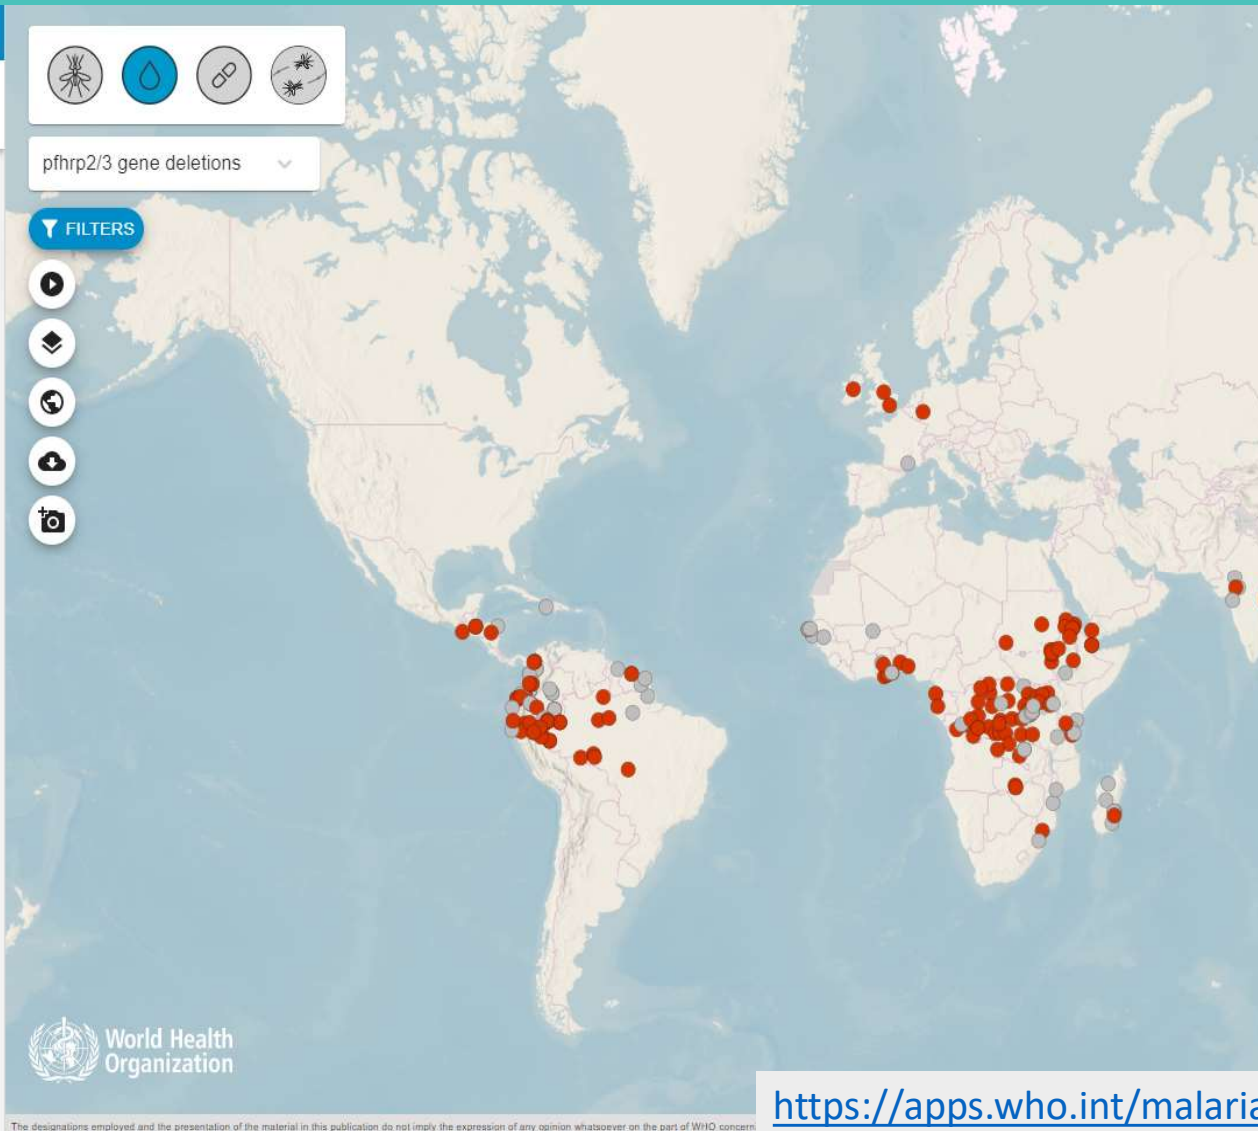 pfhrp2/3 gene deletions
FILTERS
World Health
Organization
https://apps.who.int/malaria
The designations employed and the presentation of the material in this publication do not imply the expression of any opinion whatsoever on the part of WHO concern